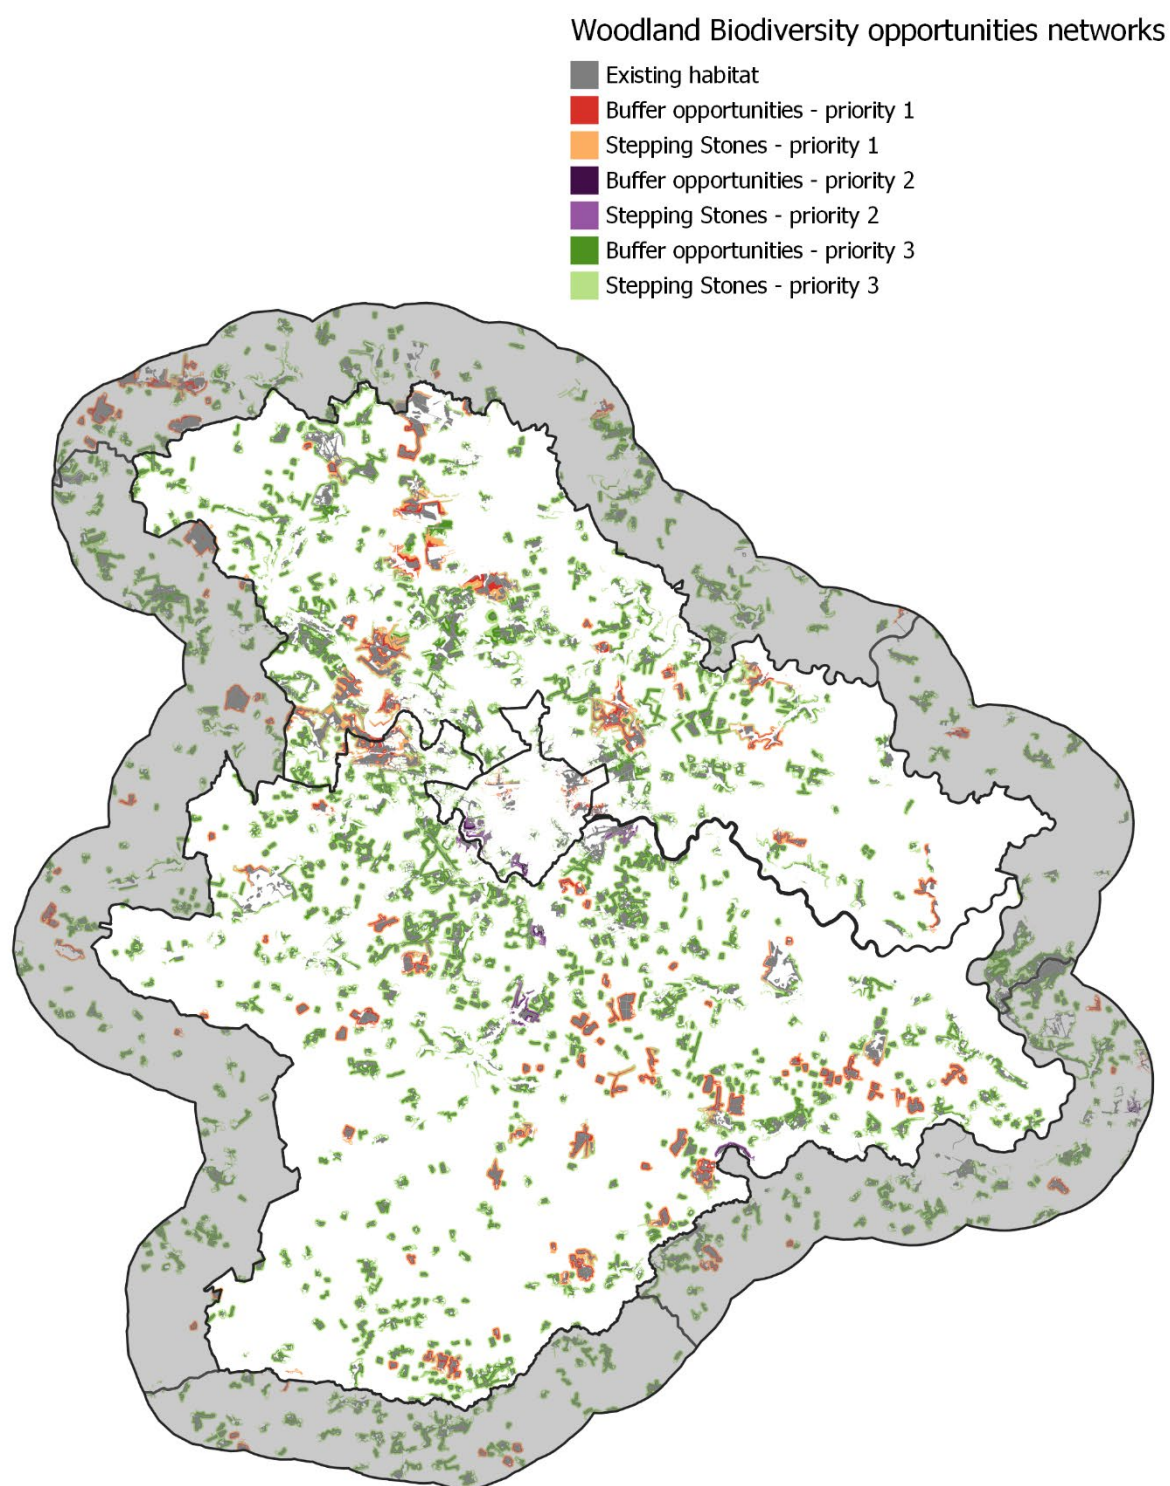 Woodland Biodiversity opportunities networks
Existing habitat
Buffer opportunities - priority 1
Stepping Stones - priority 1
Buffer opportunities - priority 2
Stepping Stones - priority 2
Buffer opportunities - priority 3
Stepping Stones - priority 3